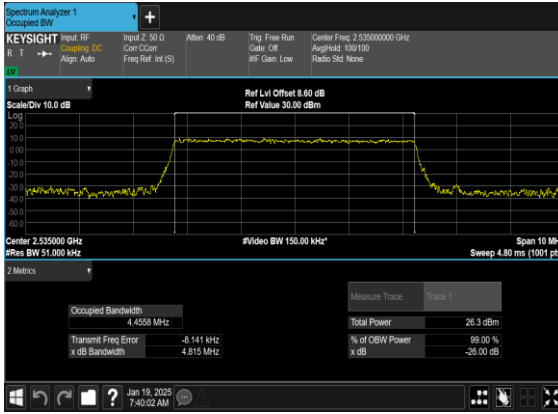 Spectrum Analyzer 1
Occupied BW
+
KEYSIGHT Input: RF Input Z: 50 Ω Atten: 40 dB Trig: Free Run Center Freq: 2.535000000 GHz
R T Coupling: DC Corr CCorr Gate: Off Avg|Hold: 100/100
Align: Auto Freq Ref: Int (S) #IF Gain: Low Radio Std: None
LU
1 Graph
Ref Lvl Offset 8.60 dB
Scale/Div 10.0 dB Ref Value 30.00 dBm
Log
20.0
10.0
0.00
-10.0
-20.0
-30.0
-40.0
-50.0
-60.0
Center 2.535000 GHz #Video BW 150.00 kHz* Span 10 MH
#Res BW 51.000 kHz Sweep 4.80 ms (1001 pt
2 Metrics
Measure Trace Trace 1
Occupied Bandwidth
4.4558 MHz Total Power 26.3 dBm
Transmit Freq Error -8.141 kHz % of OBW Power 99.00 %
x dB Bandwidth 4.815 MHz x dB -26.00 dB
? Jan 19, 2025
7:40:02 AM